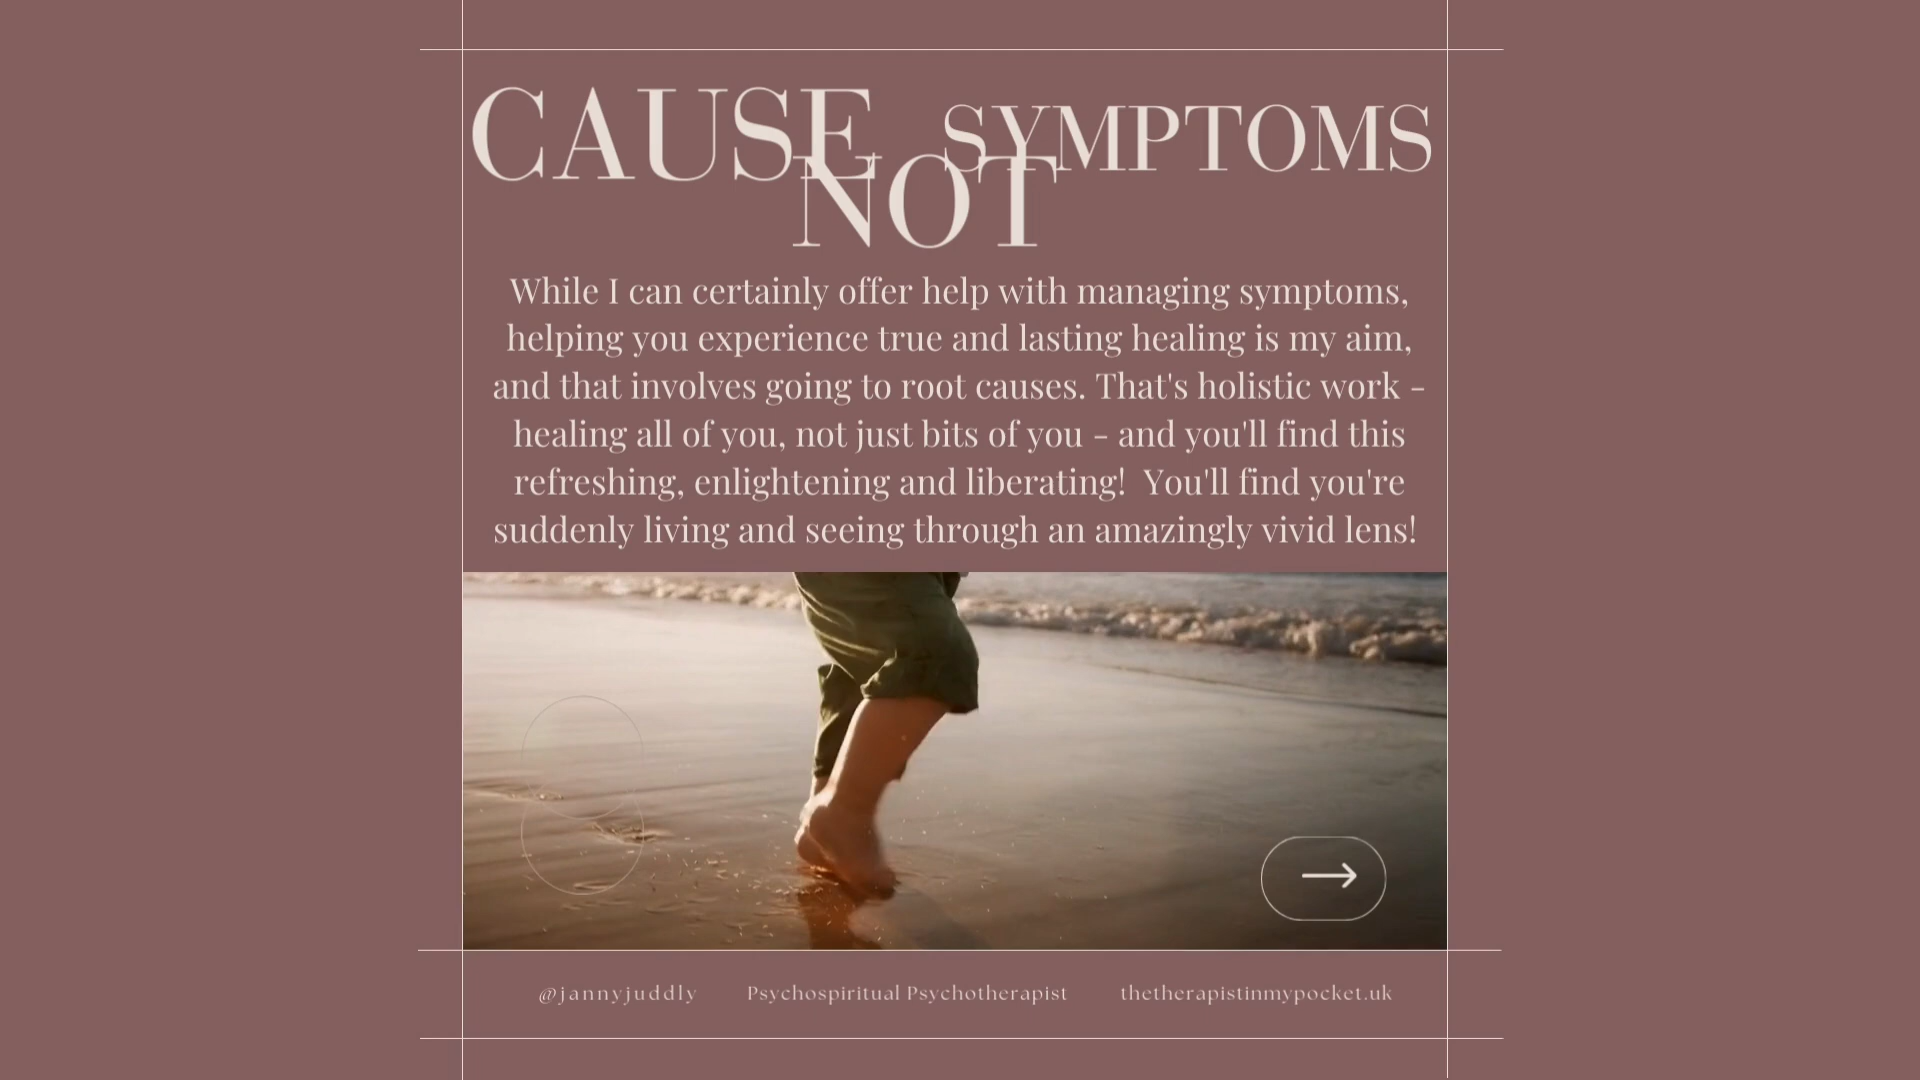 CAUSE NOT SYMPTOMS
While I can certainly offer help with managing symptoms,
helping you experience true and lasting healing is my aim,
and that involves going to root causes. That's holistic work -
healing all of you, not just bits of you - and you'll find this
refreshing, enlightening and liberating!  You'll find you're
suddenly living and seeing through an amazingly vivid lens!
@jannyjuddly
Psychospiritual Psychotherapist
thetherapistinmypocket.uk